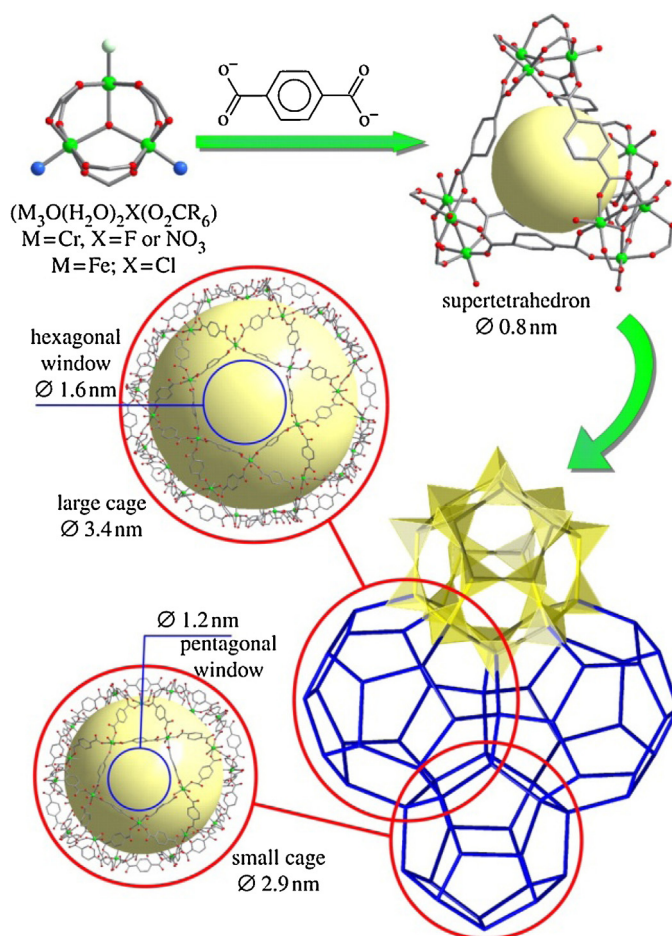 O
O⁻
O
O⁻
(M₃O(H₂O)₂X(O₂CR₆)
M=Cr, X=F or NO₃
M=Fe; X=Cl
supertetrahedron
Ø 0.8 nm
hexagonal
window
Ø 1.6 nm
large cage
Ø 3.4 nm
Ø 1.2 nm
pentagonal
window
small cage
Ø 2.9 nm